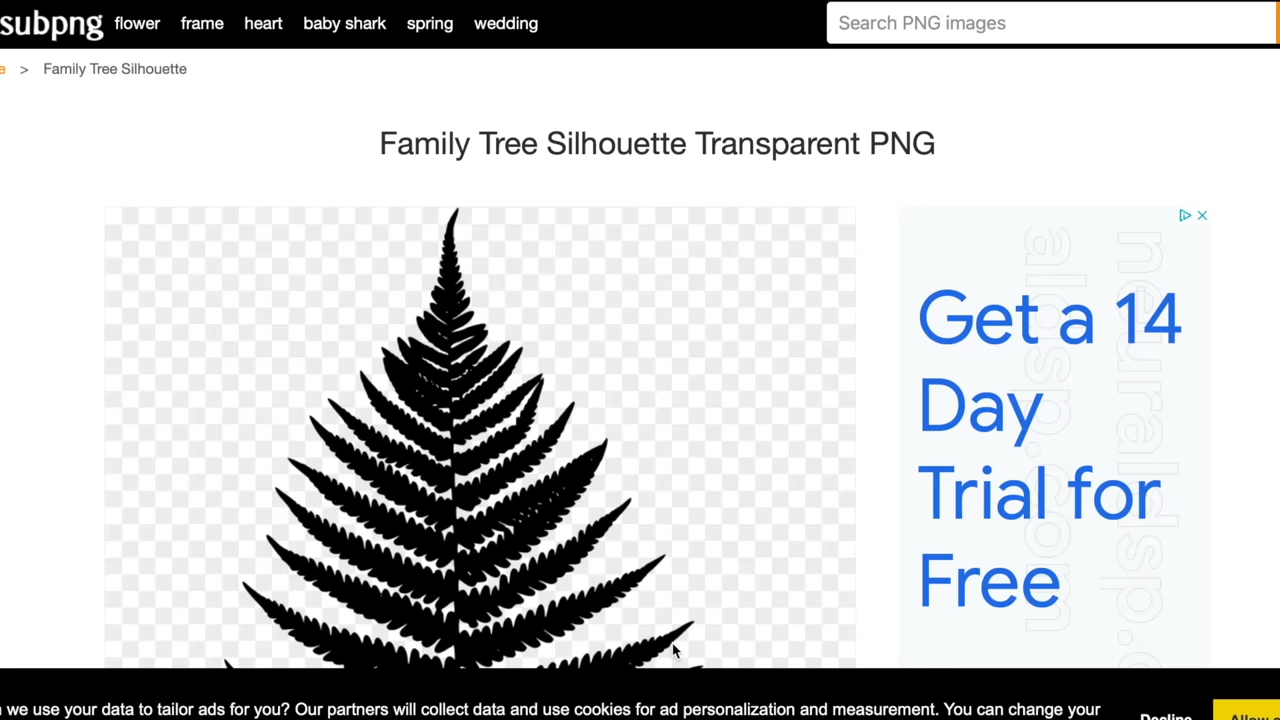 subpng flower frame heart baby shark spring wedding Search PNG images
> Family Tree Silhouette
Family Tree Silhouette Transparent PNG
Get a 14
Day
Trial for
Free
we use your data to tailor ads for you? Our partners will collect data and use cookies for ad personalization and measurement. You can change your
Decline Allow